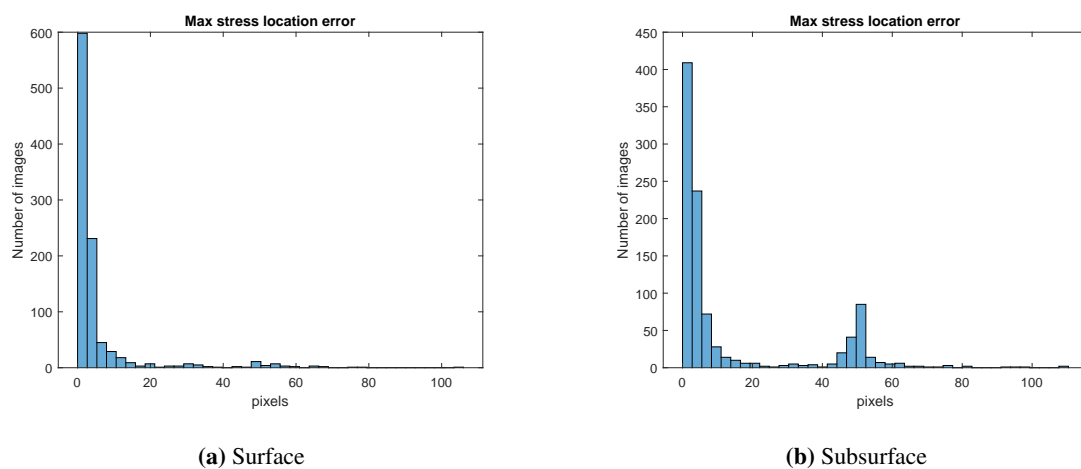 Max stress location error
600
500
400
300
200
100
0
Number of images
0 20 40 60 80 100
pixels
(a) Surface
Max stress location error
450
400
350
300
250
200
150
100
50
0
Number of images
0 20 40 60 80 100
pixels
(b) Subsurface